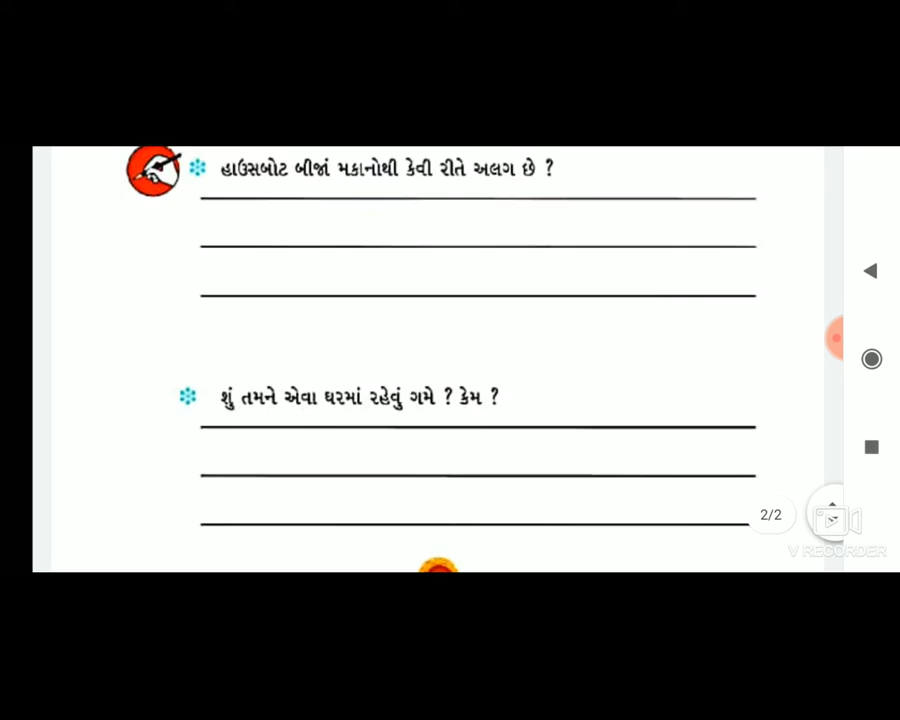 હાઉસબોટ બીજાં મકાનોથી કેવી રીતે અલગ છે ?
શું તમને એવા ઘરમાં રહેવું ગમે ? કેમ ?
2/2
V RECORDER